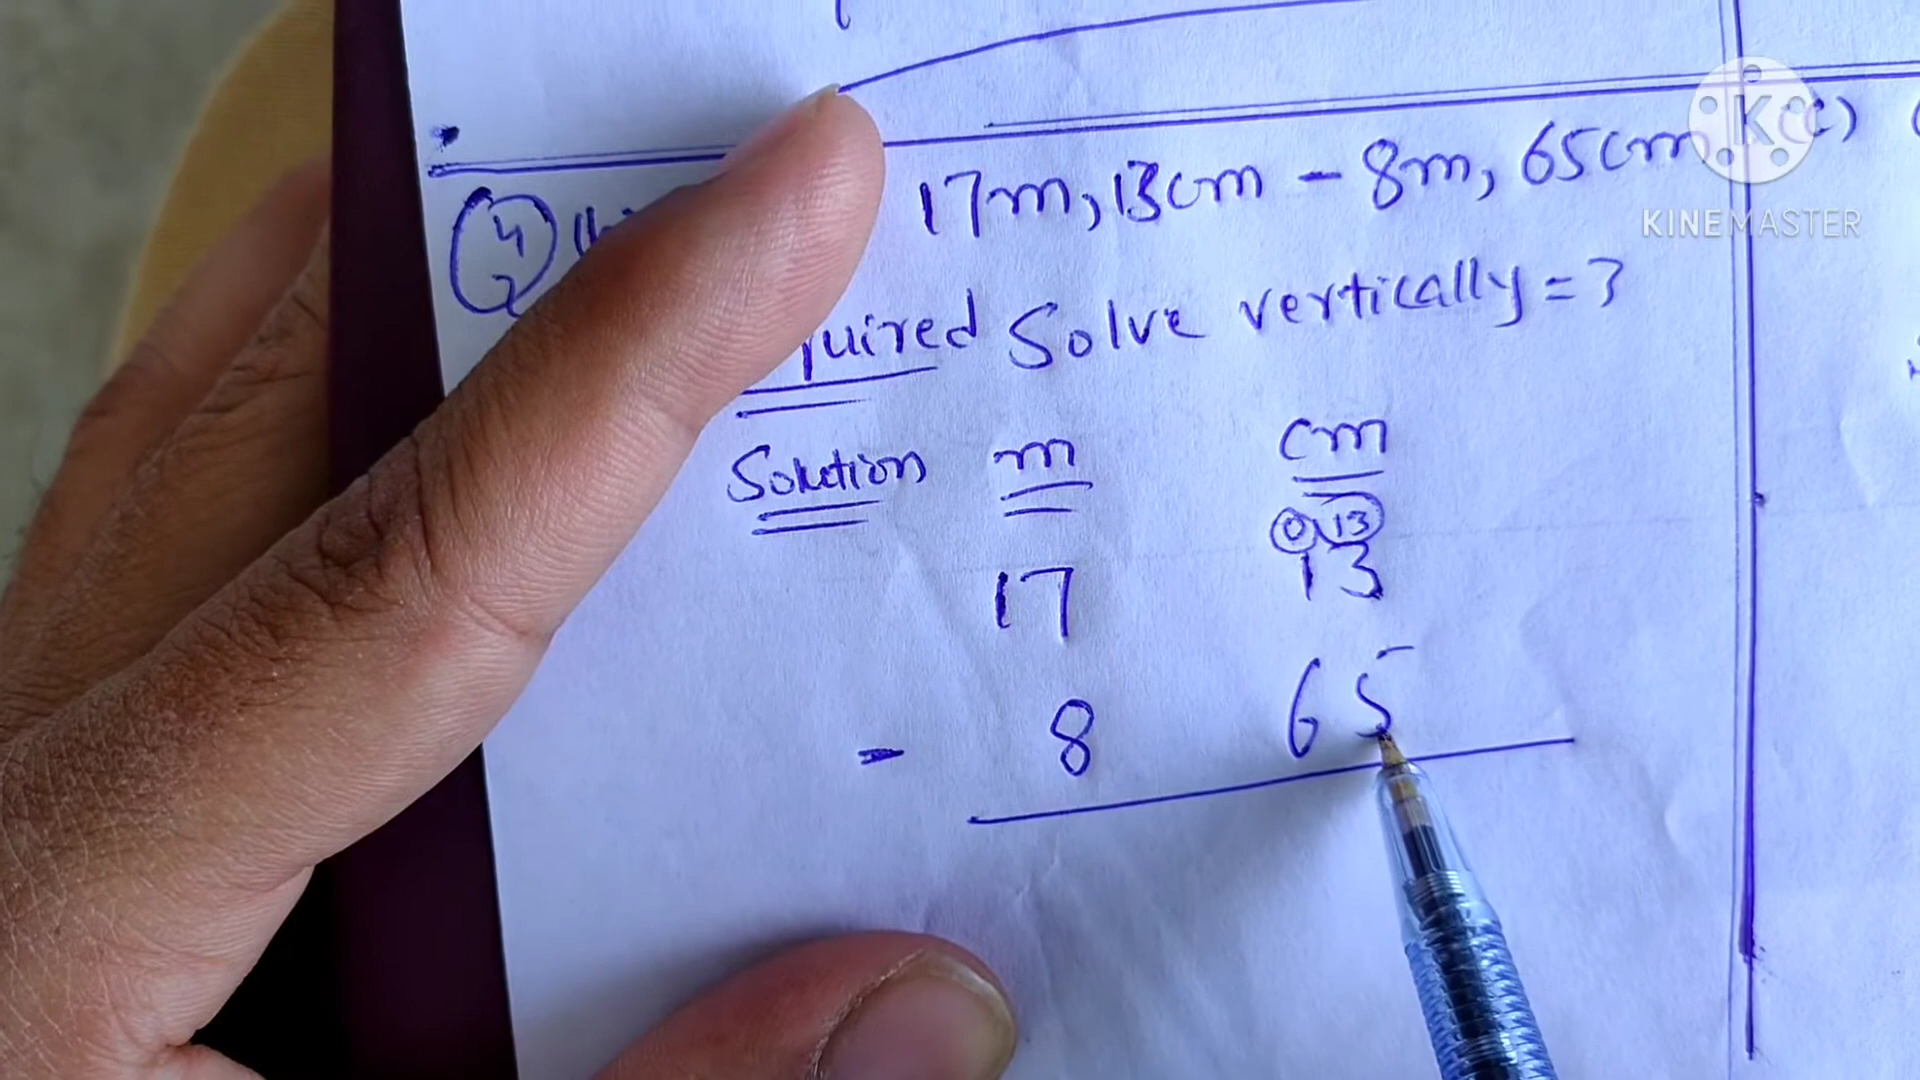 17m, 13cm - 8m, 65cm
K
KINEMASTER
Solve vertically = ?
Solution m cm
0 13
17 13
- 8 65